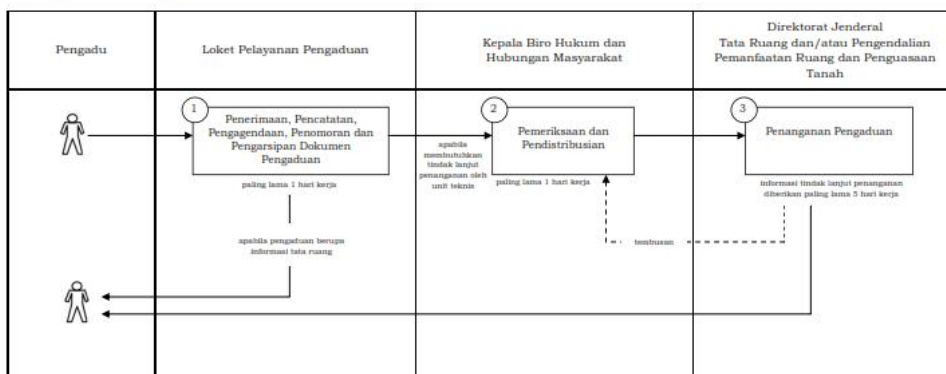 Pengadu
Loket Pelayanan Pengaduan
Kepala Biro Hukum dan
Hubungan Masyarakat
Direktorat Jenderal
Tata Ruang dan/atau Pengendalian
Pemanfaatan Ruang dan Penguasaan
Tanah
1
Penerimaan, Pencatatan,
Pengagendaan, Penomoran dan
Pengarsipan Dokumen
Pengaduan
paling lama 1 hari kerja
apabila pengaduan berupa
informasi tata ruang
apabila
membutuhkan
tindak lanjut
penanganan oleh
unit teknis
2
Pemeriksaan dan
Pendistribusian
paling lama 1 hari kerja
tembusan
3
Penanganan Pengaduan
informasi tindak lanjut penanganan
diberikan paling lama 5 hari kerja